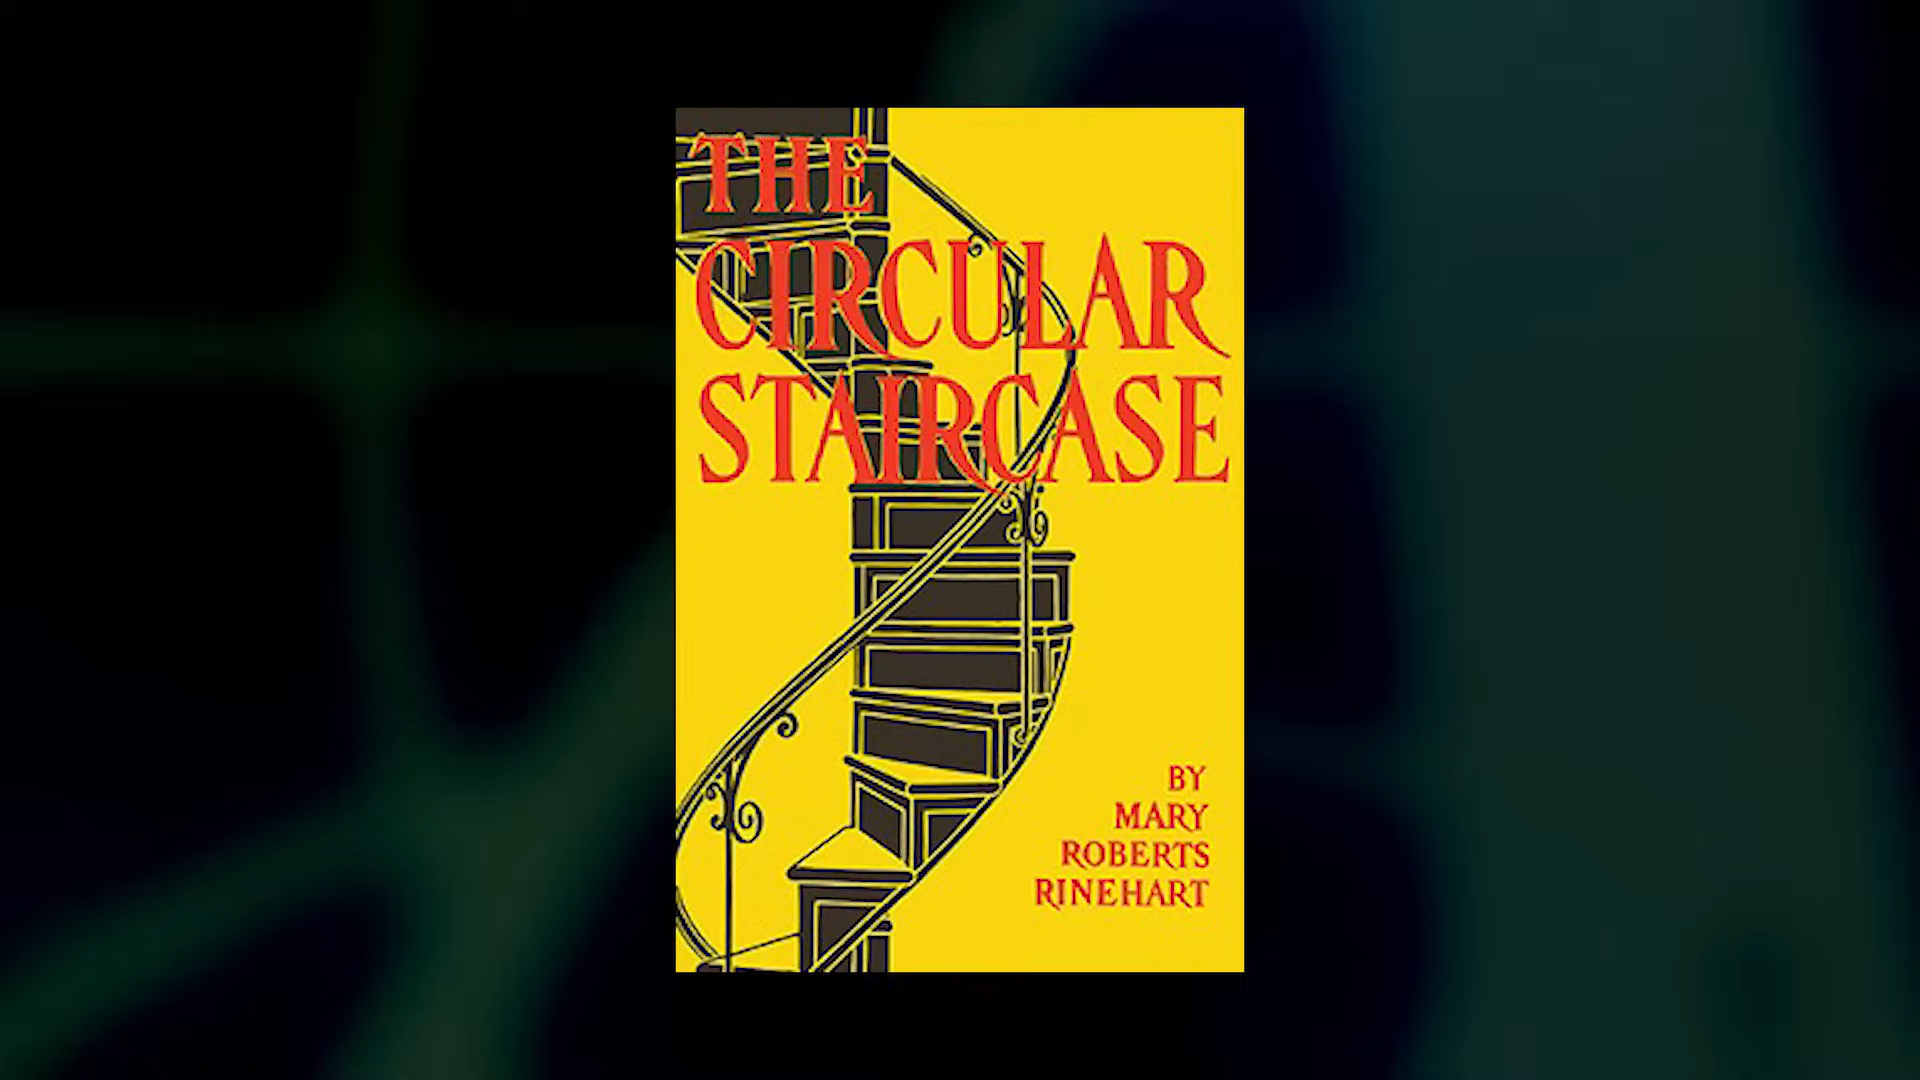 THE
CIRCULAR
STAIRCASE
BY
MARY
ROBERTS
RINEHART